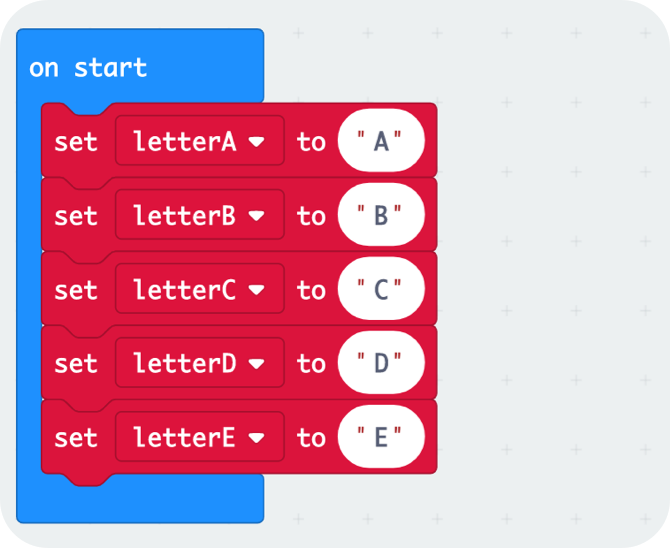 on start
set letterA to "A"
set letterB to "B"
set letterC to "C"
set letterD to "D"
set letterE to "E"